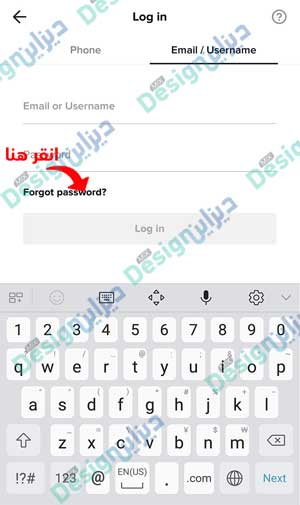 Log in
Phone Email / Username
Email or Username
انقر هنا
Password
Forgot password?
Log in
1 2 3 4 5 6 7 8 9 0
q w e r t y u i o p
a s d f g h j k l
z x c v b n m
!?# 123 @ EN(US) . .com Next
ديزاين Design MIX